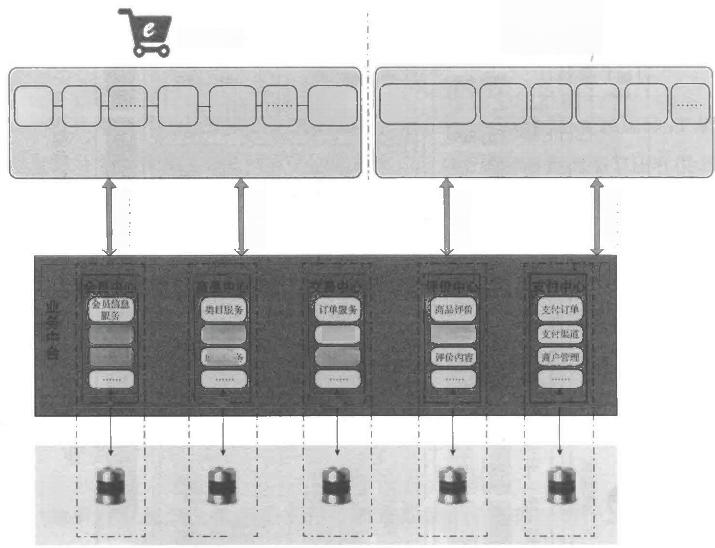 e
……
……
……
业务中台
会员中心
商品中心
交易中心
评价中心
支付中心
会员信息
服务
类目服务
订单服务
商品评价
支付订单
支付渠道
务
评价内容
商户管理
……
……
……
……
……